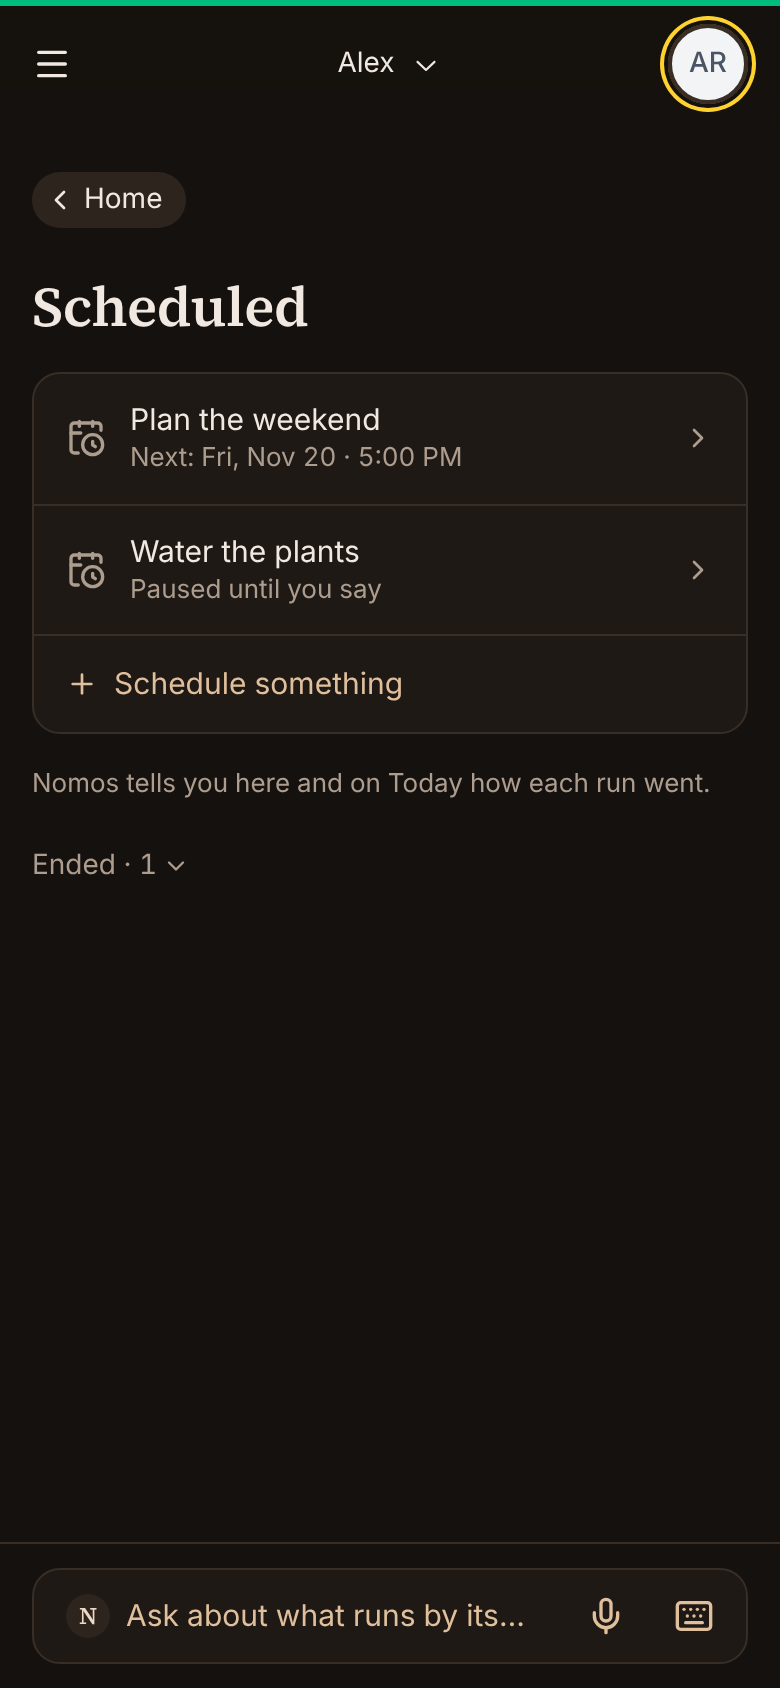 Alex
AR
Home
Scheduled
Plan the weekend
Next: Fri, Nov 20 · 5:00 PM
Water the plants
Paused until you say
Schedule something
Nomos tells you here and on Today how each run went.
Ended · 1
N
Ask about what runs by its...